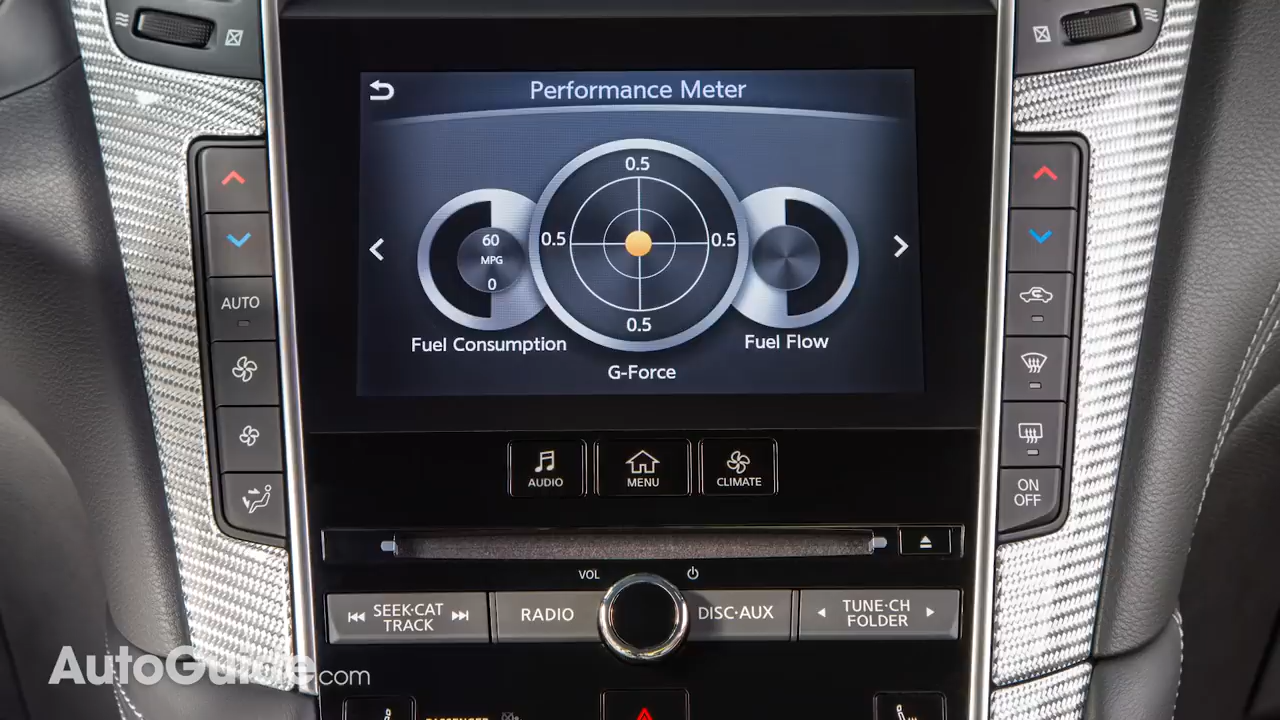 Performance Meter
0.5
0.5
0.5
0.5
60
MPG
0
Fuel Consumption
Fuel Flow
G-Force
AUTO
ON
OFF
AUDIO
MENU
CLIMATE
VOL
SEEK·CAT
TRACK
RADIO
DISC·AUX
TUNE·CH
FOLDER
AutoGuide.com
PASSENGER